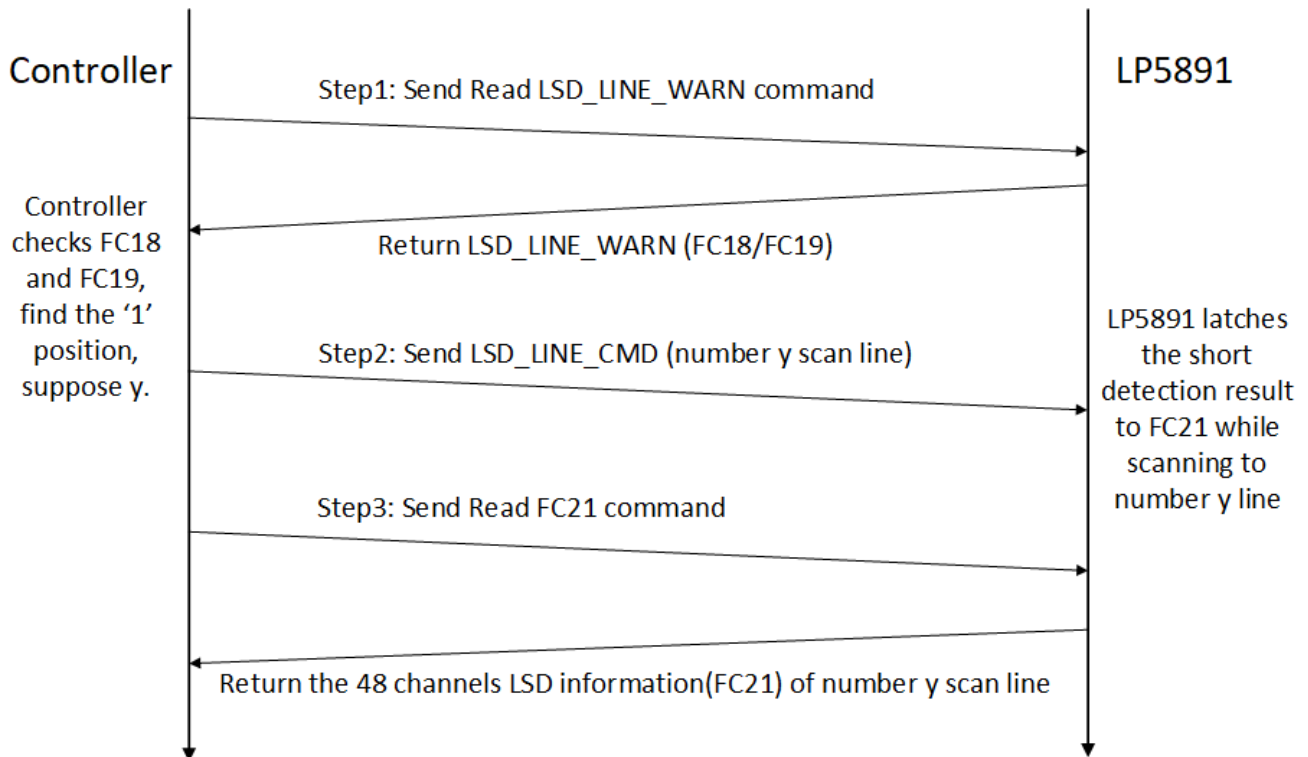 Controller
LP5891
Step1: Send Read LSD_LINE_WARN command
Return LSD_LINE_WARN (FC18/FC19)
Controller
checks FC18
and FC19,
find the ‘1’
position,
suppose y.
Step2: Send LSD_LINE_CMD (number y scan line)
LP5891 latches
the short
detection result
to FC21 while
scanning to
number y line
Step3: Send Read FC21 command
Return the 48 channels LSD information(FC21) of number y scan line